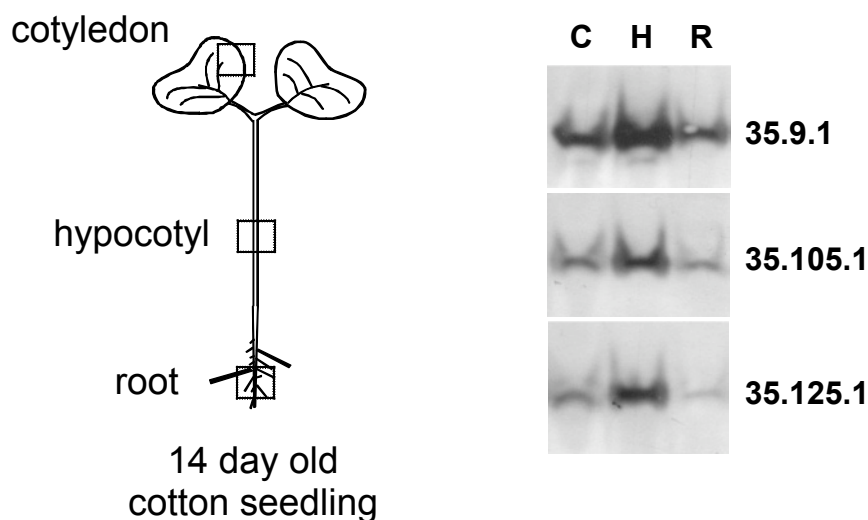 cotyledon
hypocotyl
root
14 day old
cotton seedling
C H R
35.9.1
35.105.1
35.125.1